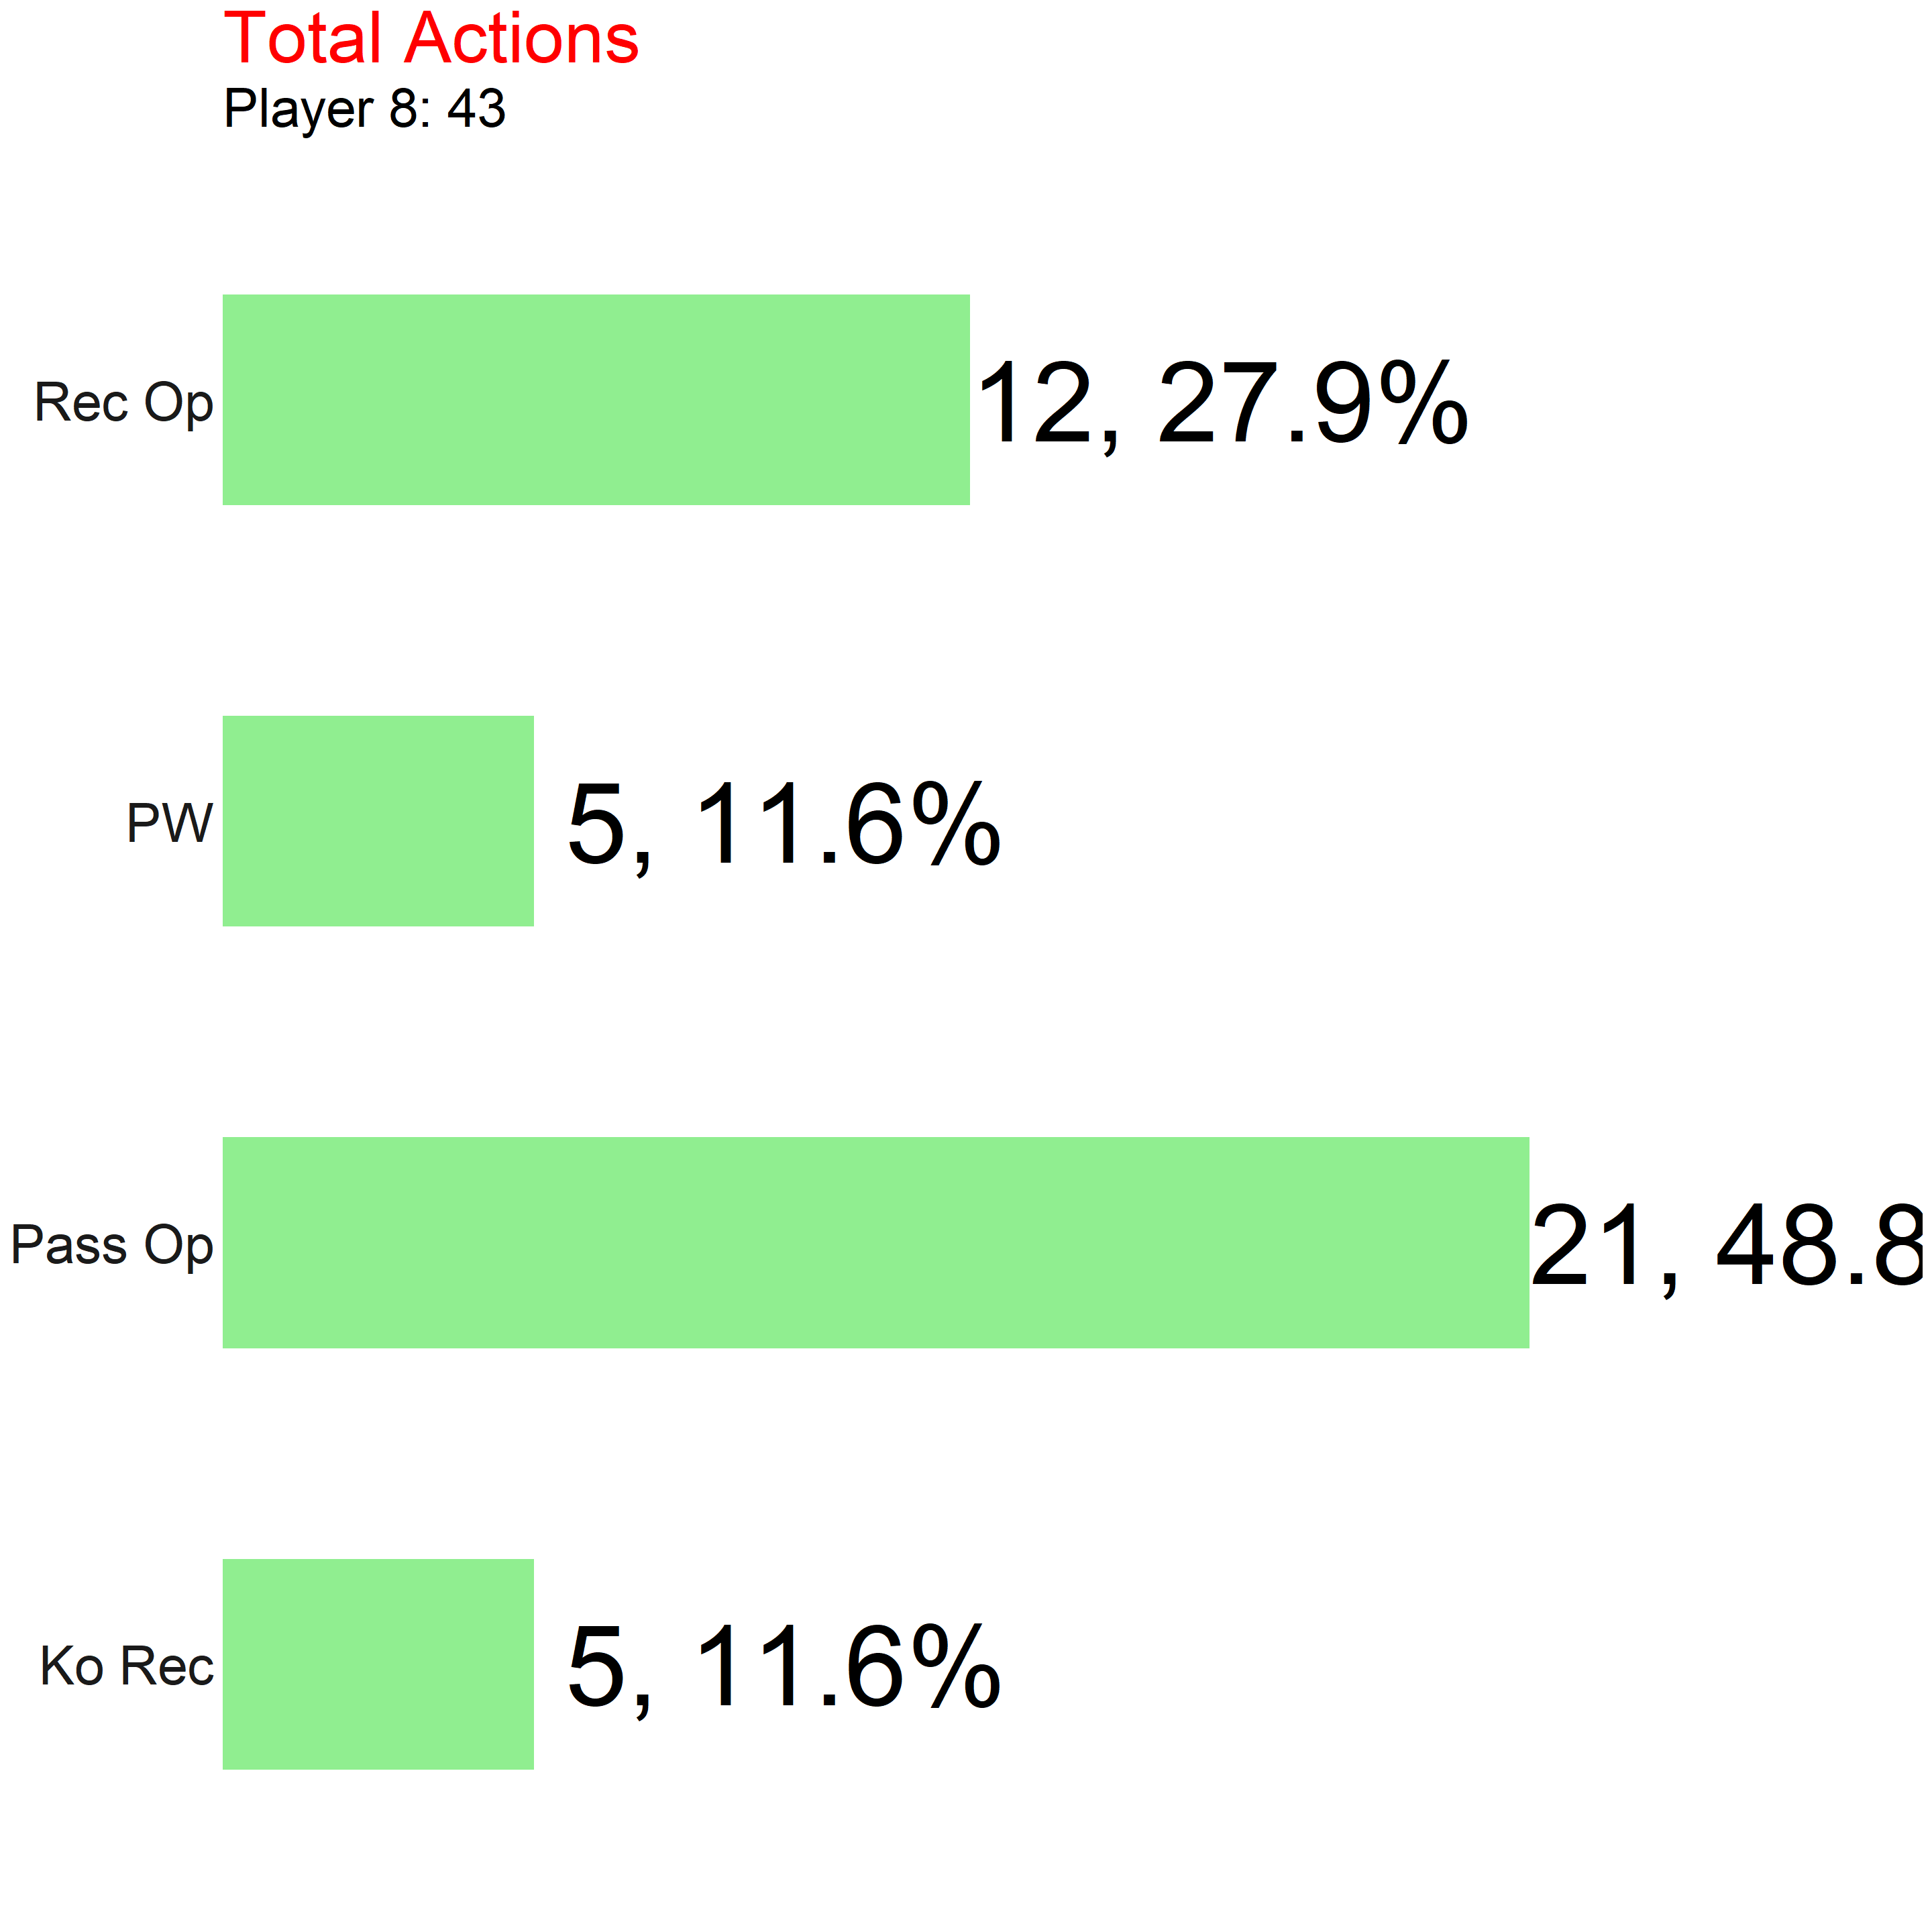 Total Actions
Player 8: 43
Rec Op 12, 27.9%
PW 5, 11.6%
Pass Op 21, 48.8
Ko Rec 5, 11.6%